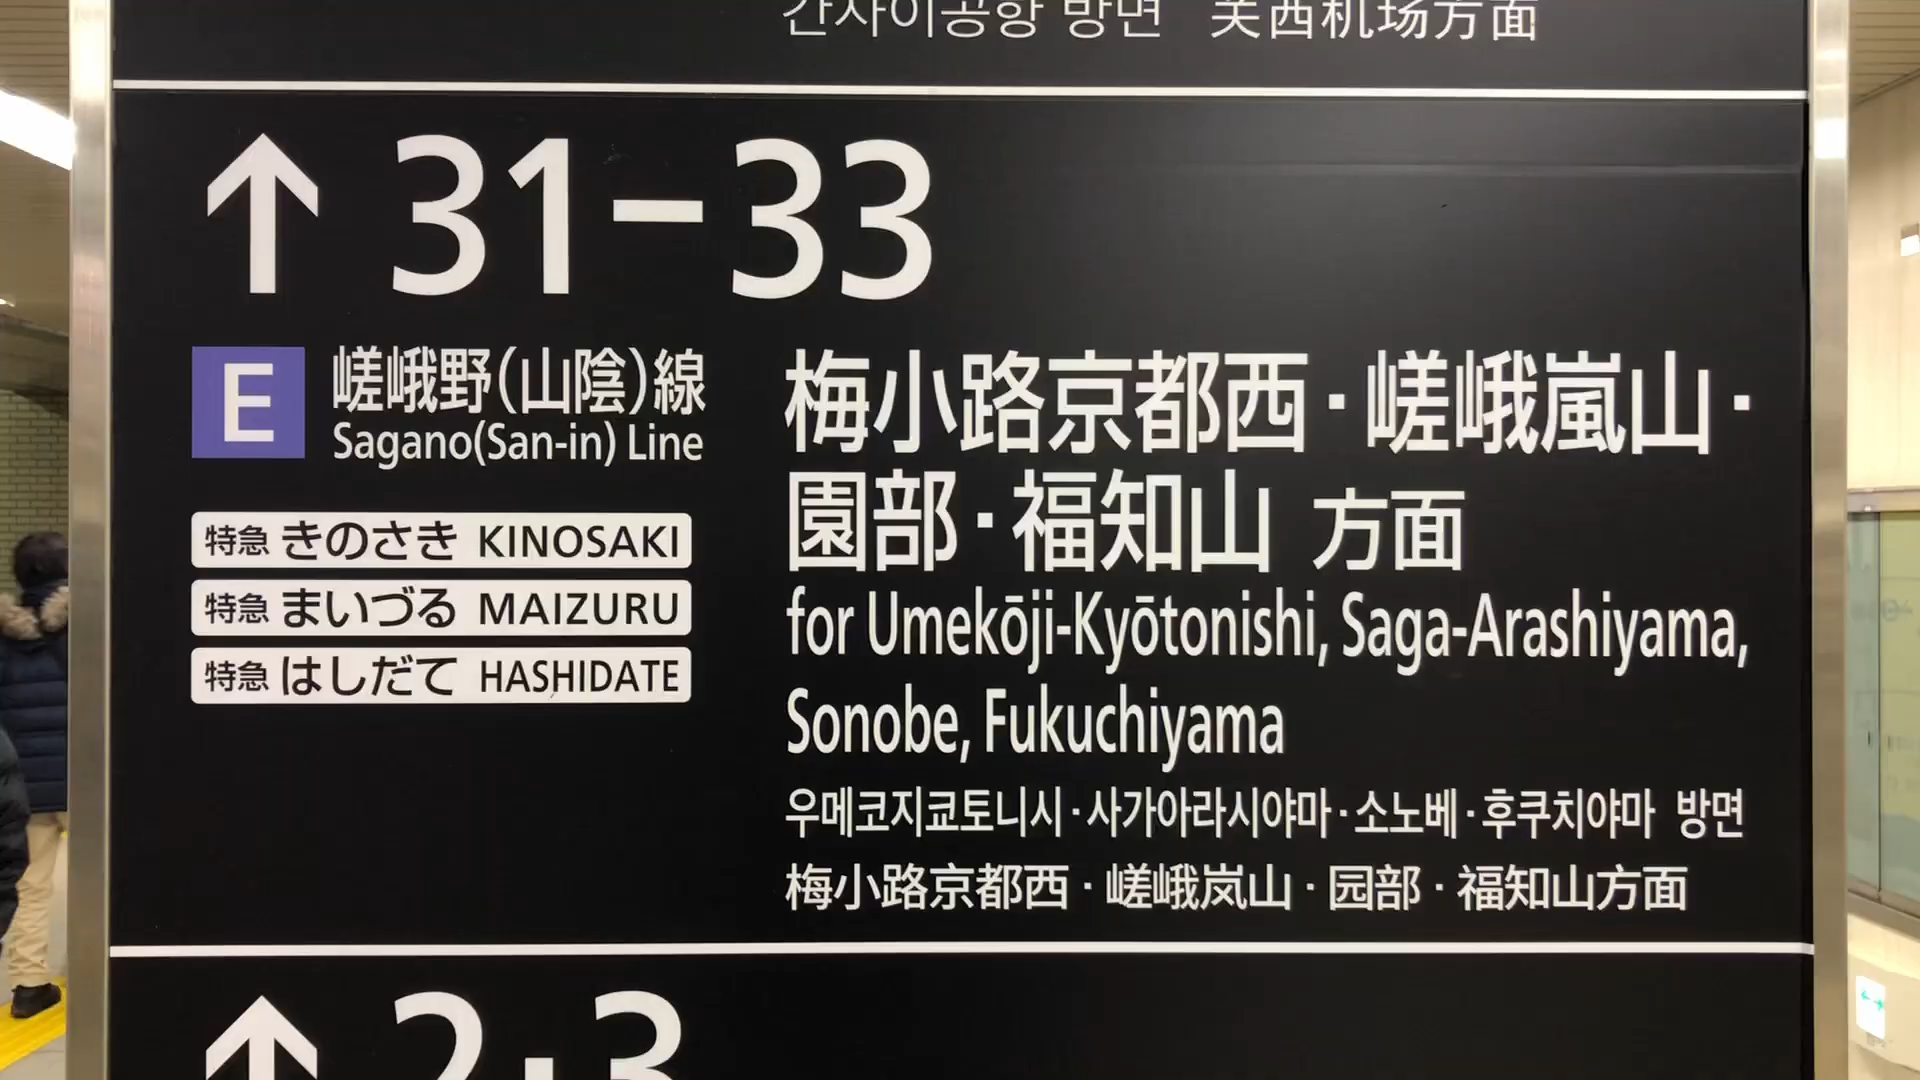 간사이공항 방면 关西机场方面
↑ 31-33
E 嵯峨野(山陰)線
Sagano(San-in) Line
特急 きのさき KINOSAKI
特急 まいづる MAIZURU
特急 はしだて HASHIDATE
梅小路京都西・嵯峨嵐山・
園部・福知山 方面
for Umekōji-Kyōtonishi, Saga-Arashiyama,
Sonobe, Fukuchiyama
우메코지쿄토니시·사가아라시야마·소노베·후쿠치야마 방면
梅小路京都西・嵯峨岚山・园部・福知山方面
↑ 2・3